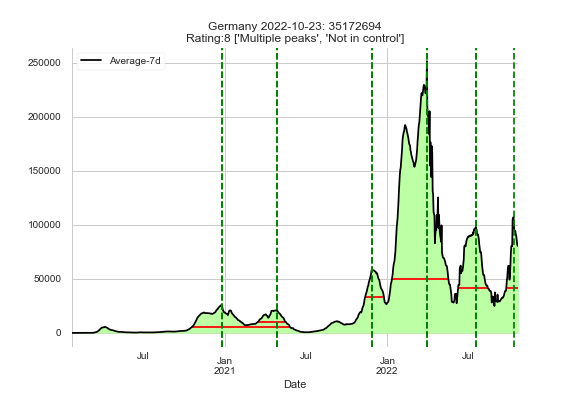 Germany 2022-10-23: 35172694
Rating:8 ['Multiple peaks', 'Not in control']
Average-7d
250000
200000
150000
100000
50000
0
Jul
Jan
2021
Jul
Jan
2022
Jul
Date